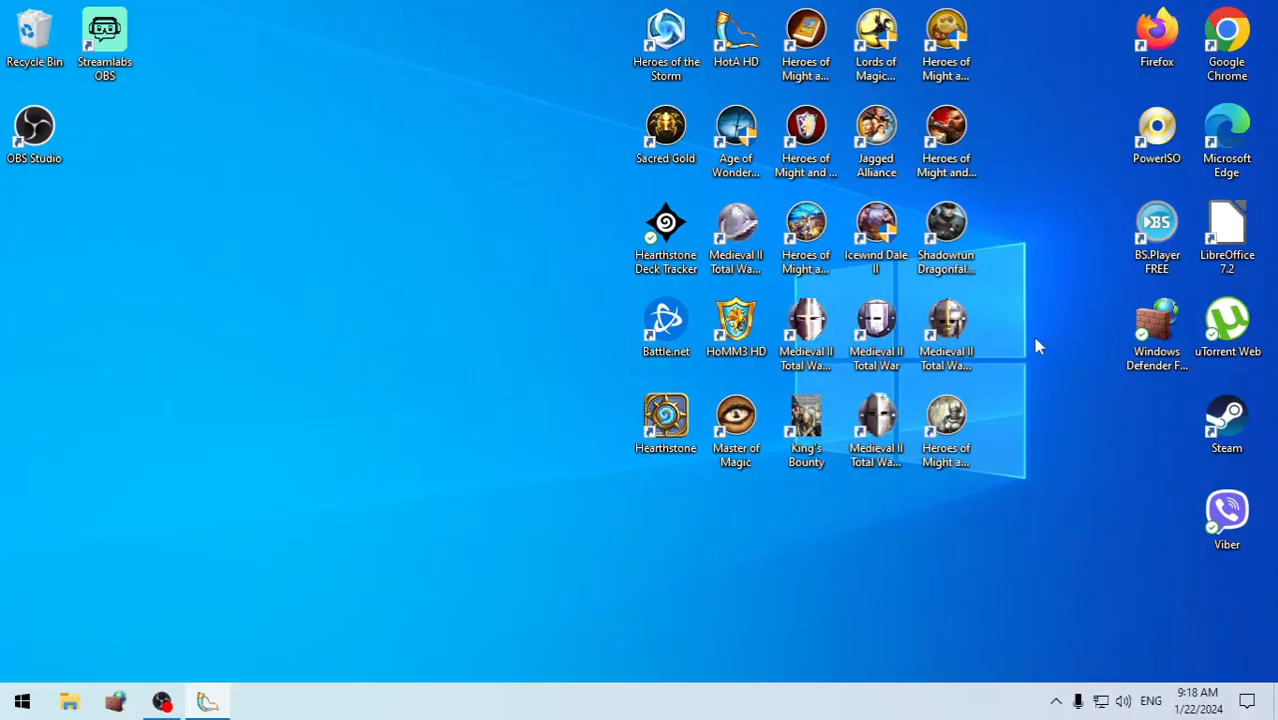 Recycle Bin
Streamlabs
OBS
OBS Studio
Heroes of the
Storm
HotA HD
Heroes of
Might a...
Lords of
Magic...
Heroes of
Might a...
Sacred Gold
Age of
Wonder...
Heroes of
Might and ...
Jagged
Alliance
Heroes of
Might and...
Hearthstone
Deck Tracker
Medieval II
Total Wa...
Heroes of
Might a...
Icewind Dale
II
Shadowrun
Dragonfal...
Battle.net
HoMM3 HD
Medieval II
Total Wa...
Medieval II
Total War
Medieval II
Total Wa...
Hearthstone
Master of
Magic
King's
Bounty
Medieval II
Total Wa...
Heroes of
Might a...
Firefox
Google
Chrome
PowerISO
Microsoft
Edge
BS
BS.Player
FREE
LibreOffice
7.2
Windows
Defender F...
uTorrent Web
Steam
Viber
ENG
9:18 AM
1/22/2024